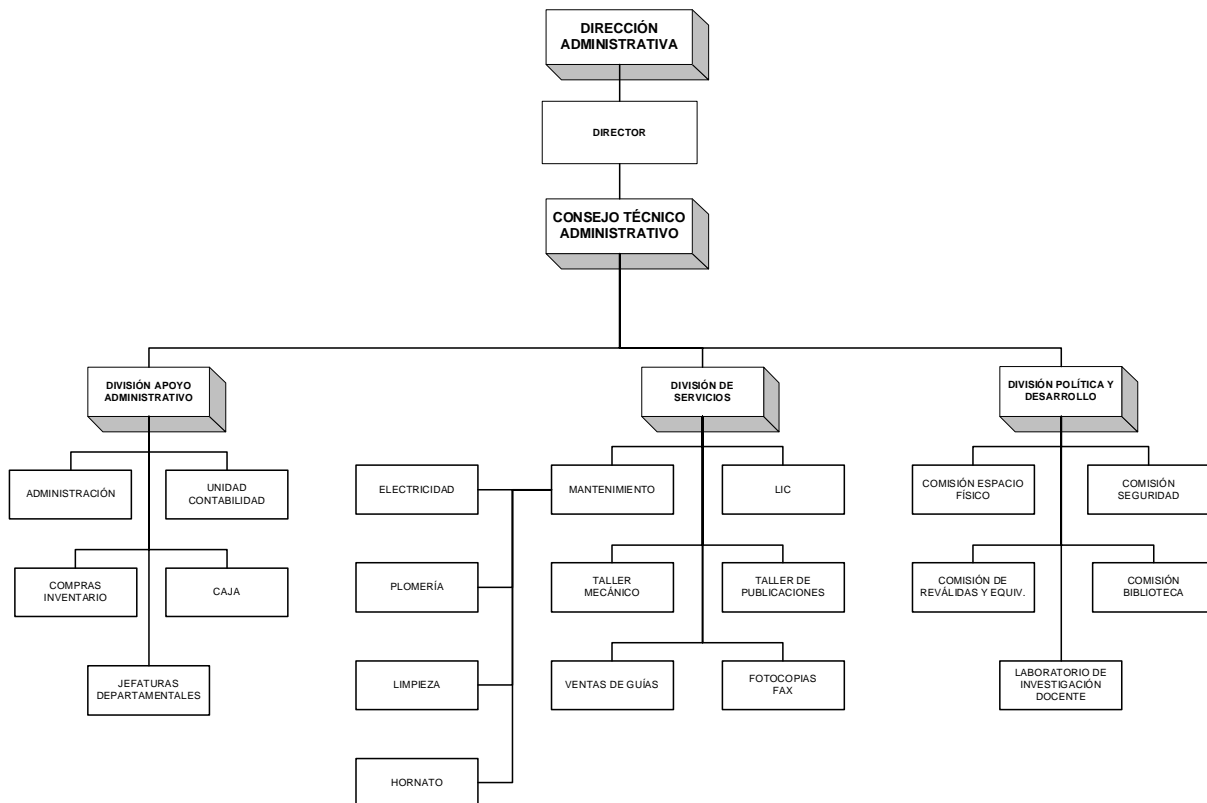 DIRECCIÓN
ADMINISTRATIVA
DIRECTOR
CONSEJO TÉCNICO
ADMINISTRATIVO
DIVISIÓN APOYO
ADMINISTRATIVO
DIVISIÓN DE
SERVICIOS
DIVISIÓN POLÍTICA Y
DESARROLLO
ADMINISTRACIÓN
UNIDAD
CONTABILIDAD
ELECTRICIDAD
MANTENIMIENTO
LIC
COMISIÓN ESPACIO
FÍSICO
COMISIÓN
SEGURIDAD
COMPRAS
INVENTARIO
CAJA
PLOMERÍA
TALLER
MECÁNICO
TALLER DE
PUBLICACIONES
COMISIÓN DE
REVÁLIDAS Y EQUIV.
COMISIÓN
BIBLIOTECA
JEFATURAS
DEPARTAMENTALES
LIMPIEZA
VENTAS DE GUÍAS
FOTOCOPIAS
FAX
LABORATORIO DE
INVESTIGACIÓN
DOCENTE
HORNATO